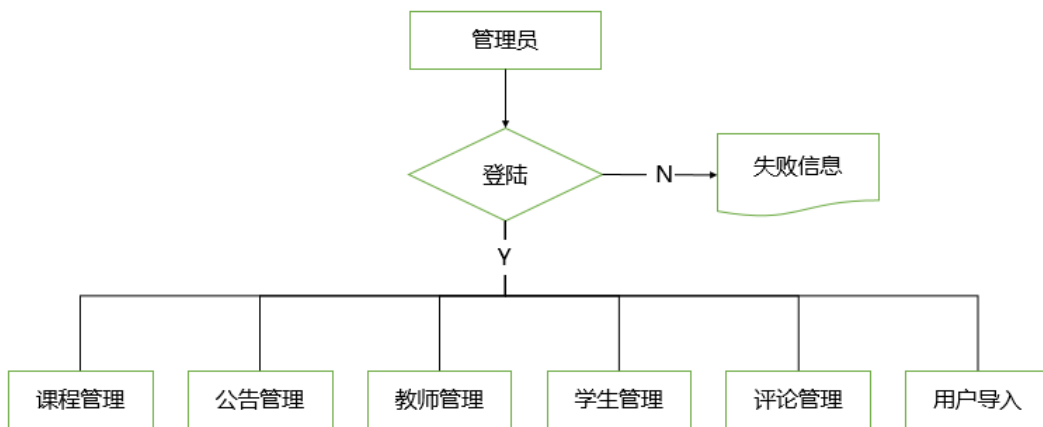 管理员
登陆
N
失败信息
Y
课程管理
公告管理
教师管理
学生管理
评论管理
用户导入